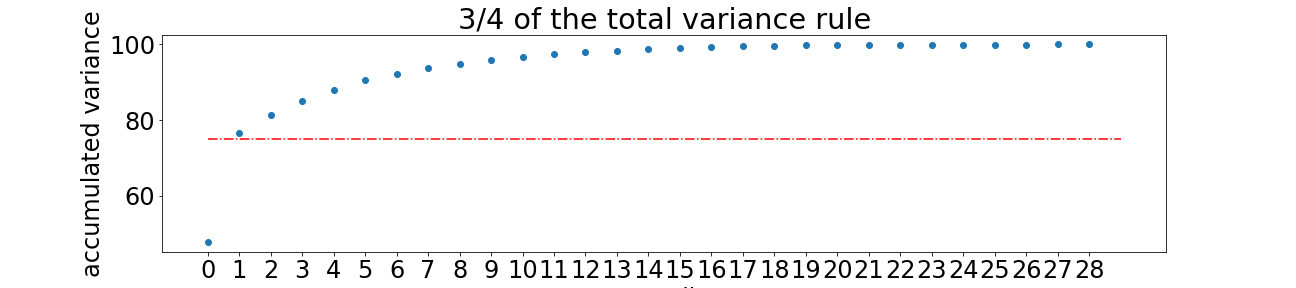 3/4 of the total variance rule
accumulated variance
100
80
60
0 1 2 3 4 5 6 7 8 9 10 11 12 13 14 15 16 17 18 19 20 21 22 23 24 25 26 27 28